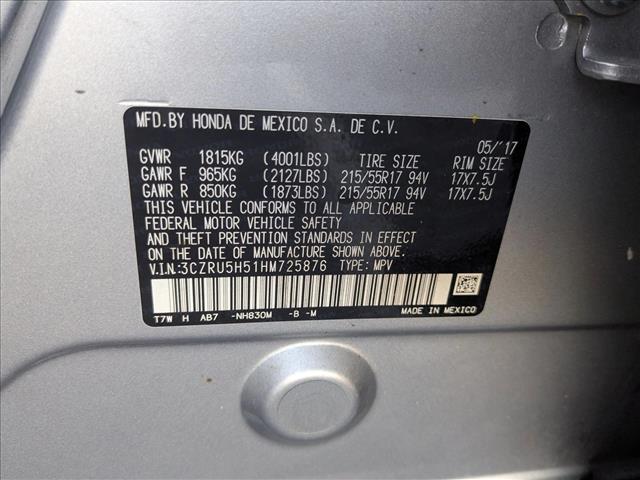 MFD.BY HONDA DE MEXICO S.A. DE C.V.
05/'17
GVWR 1815KG (4001LBS) TIRE SIZE RIM SIZE
GAWR F 965KG (2127LBS) 215/55R17 94V 17X7.5J
GAWR R 850KG (1873LBS) 215/55R17 94V 17X7.5J
THIS VEHICLE CONFORMS TO ALL APPLICABLE
FEDERAL MOTOR VEHICLE SAFETY
AND THEFT PREVENTION STANDARDS IN EFFECT
ON THE DATE OF MANUFACTURE SHOWN ABOVE.
V.I.N.:3CZRU5H51HM725876 TYPE: MPV
T7W H AB7 -NH830M -B -M
MADE IN MEXICO